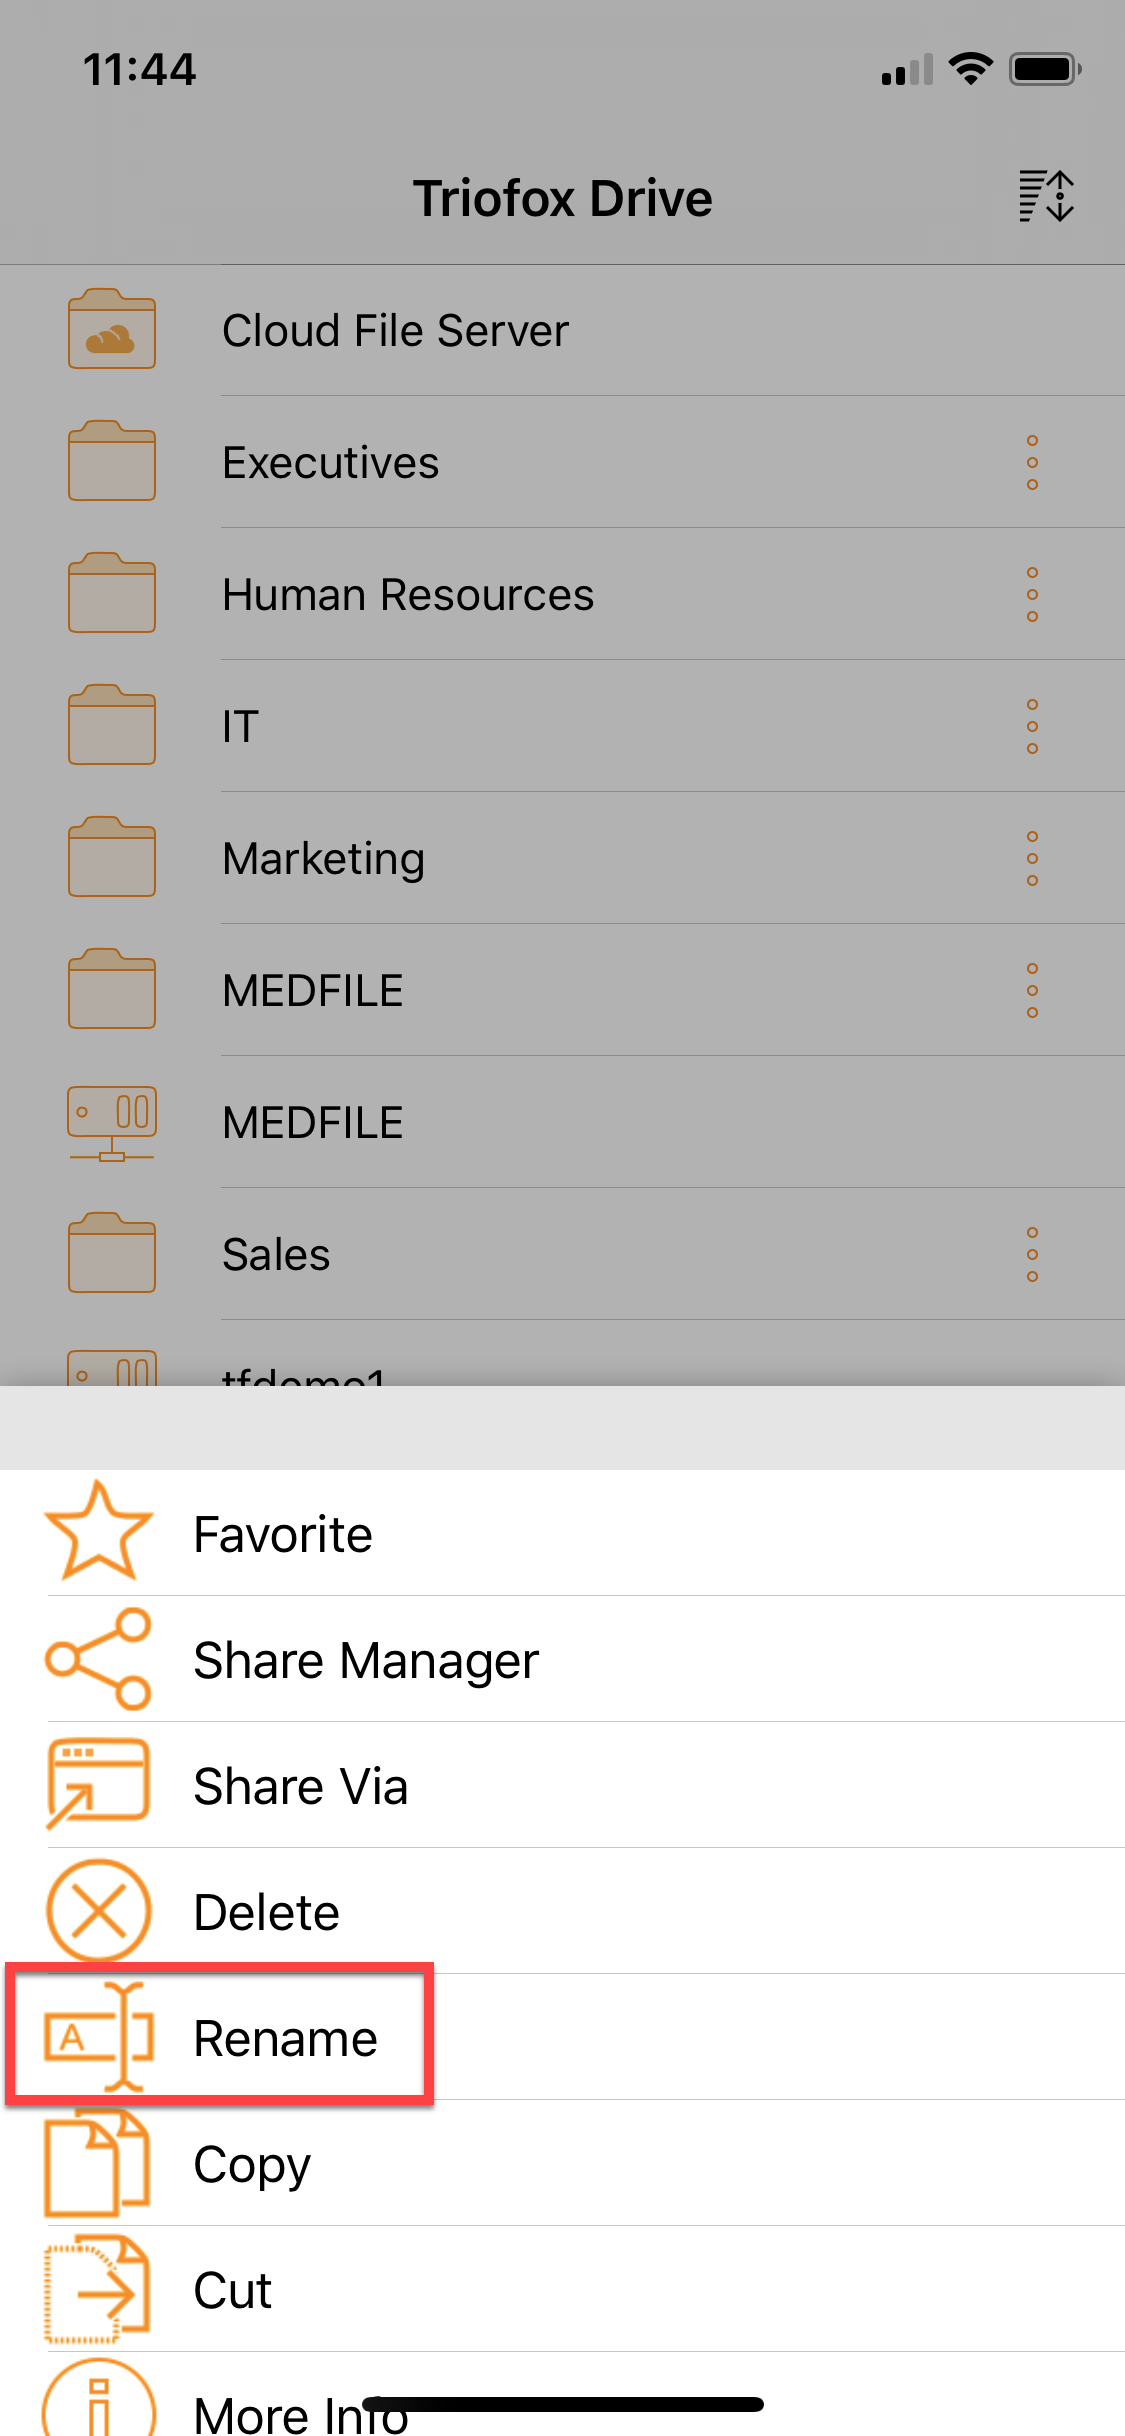 11:44
Triofox Drive
Cloud File Server
Executives
Human Resources
IT
Marketing
MEDFILE
MEDFILE
Sales
tfdemo1
Favorite
Share Manager
Share Via
Delete
A Rename
Copy
Cut
More Info